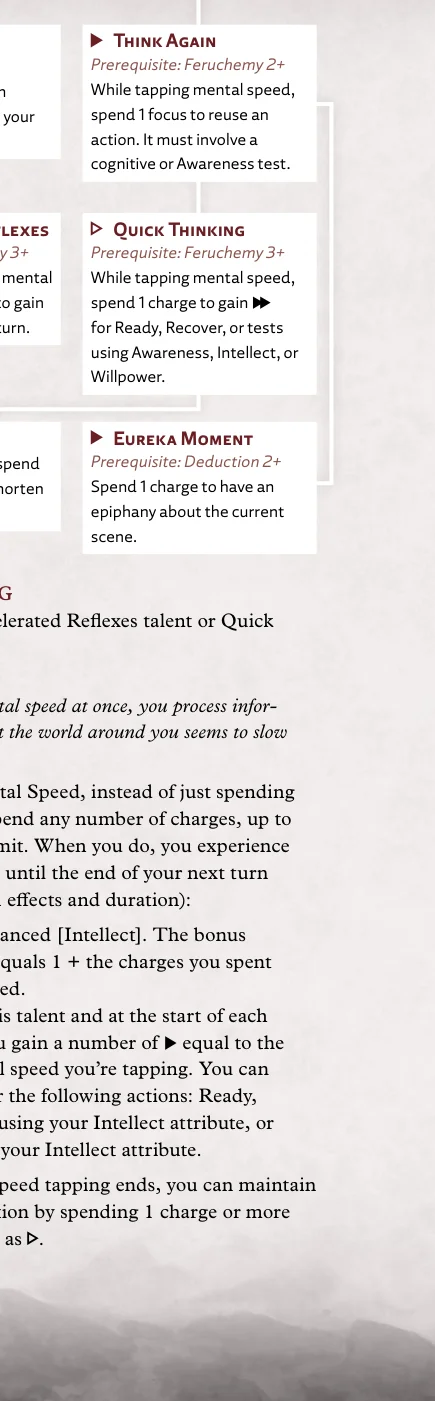 ▶ Think Again
Prerequisite: Feruchemy 2+
While tapping mental speed,
spend 1 focus to reuse an
action. It must involve a
cognitive or Awareness test.
n
your
▷ Quick Thinking
Prerequisite: Feruchemy 3+
While tapping mental speed,
spend 1 charge to gain ▶▶
for Ready, Recover, or tests
using Awareness, Intellect, or
Willpower.
lexes
y 3+
mental
to gain
turn.
▶ Eureka Moment
Prerequisite: Deduction 2+
Spend 1 charge to have an
epiphany about the current
scene.
spend
horten
G
elerated Reflexes talent or Quick
tal speed at once, you process infor-
t the world around you seems to slow
tal Speed, instead of just spending
pend any number of charges, up to
mit. When you do, you experience
until the end of your next turn
effects and duration):
anced [Intellect]. The bonus
quals 1 + the charges you spent
ed.
is talent and at the start of each
u gain a number of ▶ equal to the
l speed you’re tapping. You can
r the following actions: Ready,
using your Intellect attribute, or
your Intellect attribute.
peed tapping ends, you can maintain
tion by spending 1 charge or more
as ▷.